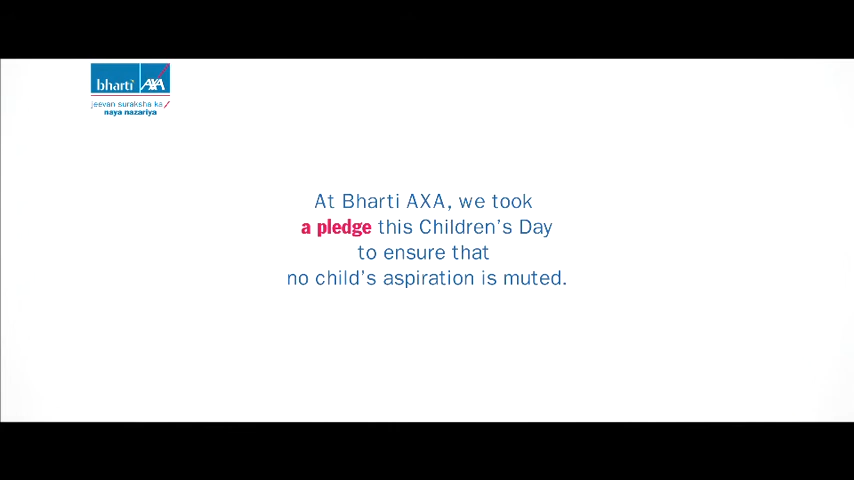 bharti AXA
jeevan suraksha ka
naya nazariya
At Bharti AXA, we took
a pledge this Children's Day
to ensure that
no child's aspiration is muted.